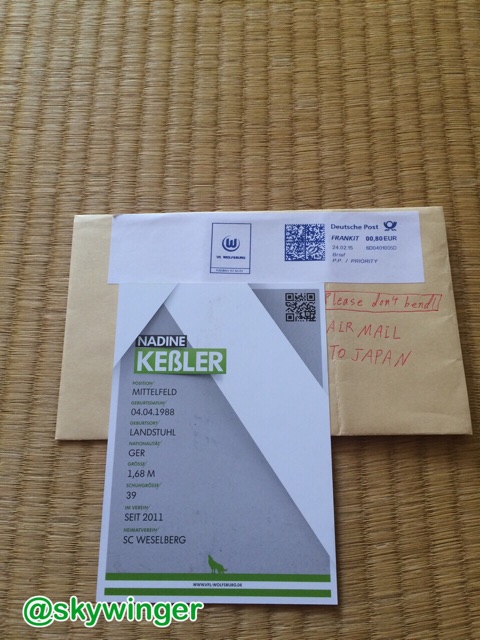 Deutsche Post
FRANKIT 00,80 EUR
24.02.15
Brief
P.P. / PRIORITY
VFL WOLFSBURG
Please don't bend!
AIR MAIL
TO JAPAN
NADINE
KEßLER
POSITION
MITTELFELD
GEBURTSDATUM
04.04.1988
GEBURTSORT
LANDSTUHL
NATIONALITÄT
GER
GRÖSSE
1,68 M
SCHUHGRÖSSE
39
IM VEREIN
SEIT 2011
HEIMATVEREIN
SC WESELBERG
WWW.VFL-WOLFSBURG.DE
@skywinger